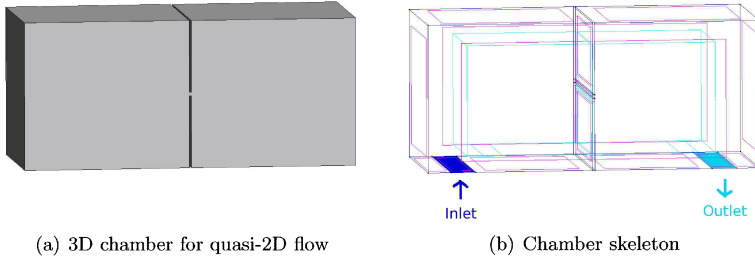 Inlet
Outlet
(a) 3D chamber for quasi-2D flow
(b) Chamber skeleton